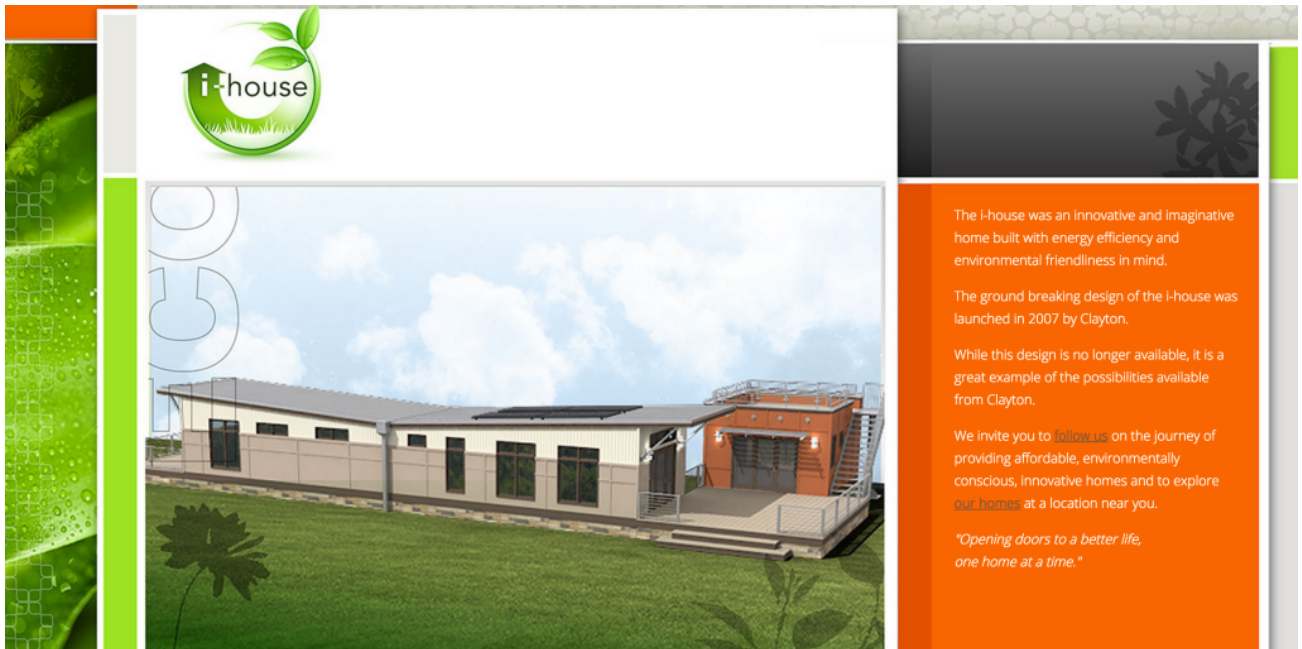 i-house
The i-house was an innovative and imaginative
home built with energy efficiency and
environmental friendliness in mind.
The ground breaking design of the i-house was
launched in 2007 by Clayton.
While this design is no longer available, it is a
great example of the possibilities available
from Clayton.
We invite you to follow us on the journey of
providing affordable, environmentally
conscious, innovative homes and to explore
our homes at a location near you.
"Opening doors to a better life,
one home at a time."